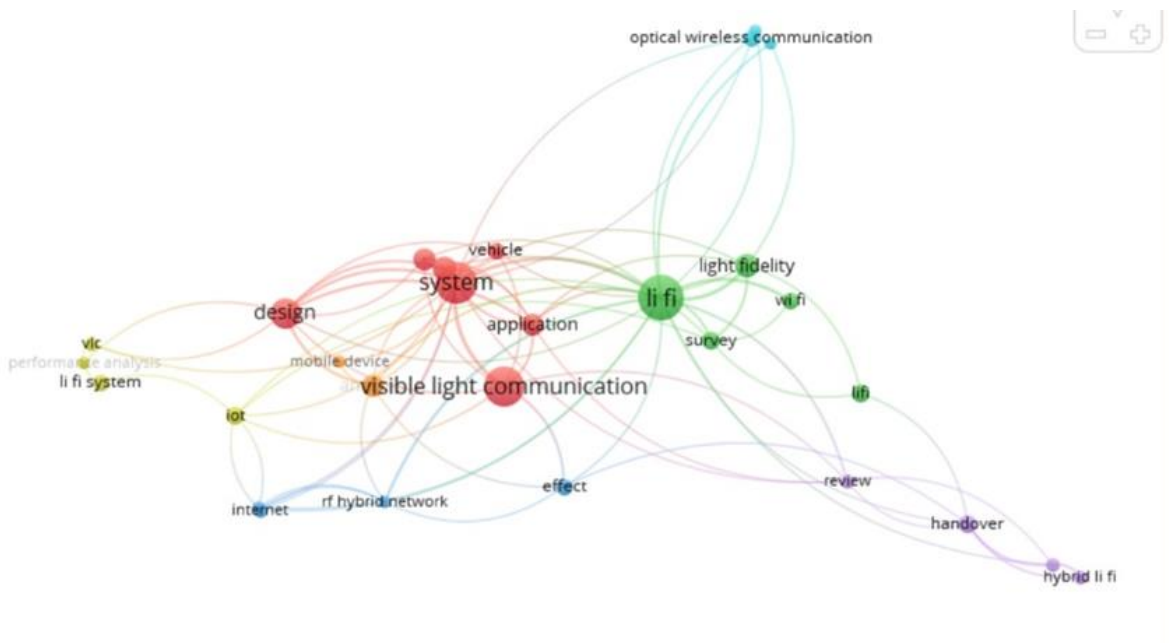 optical wireless communication
vehicle
light fidelity
system
li fi
wi fi
design
application
survey
vlc
performance analysis
mobile device
li fi system
visible light communication
lifi
iot
review
effect
rf hybrid network
internet
handover
hybrid li fi